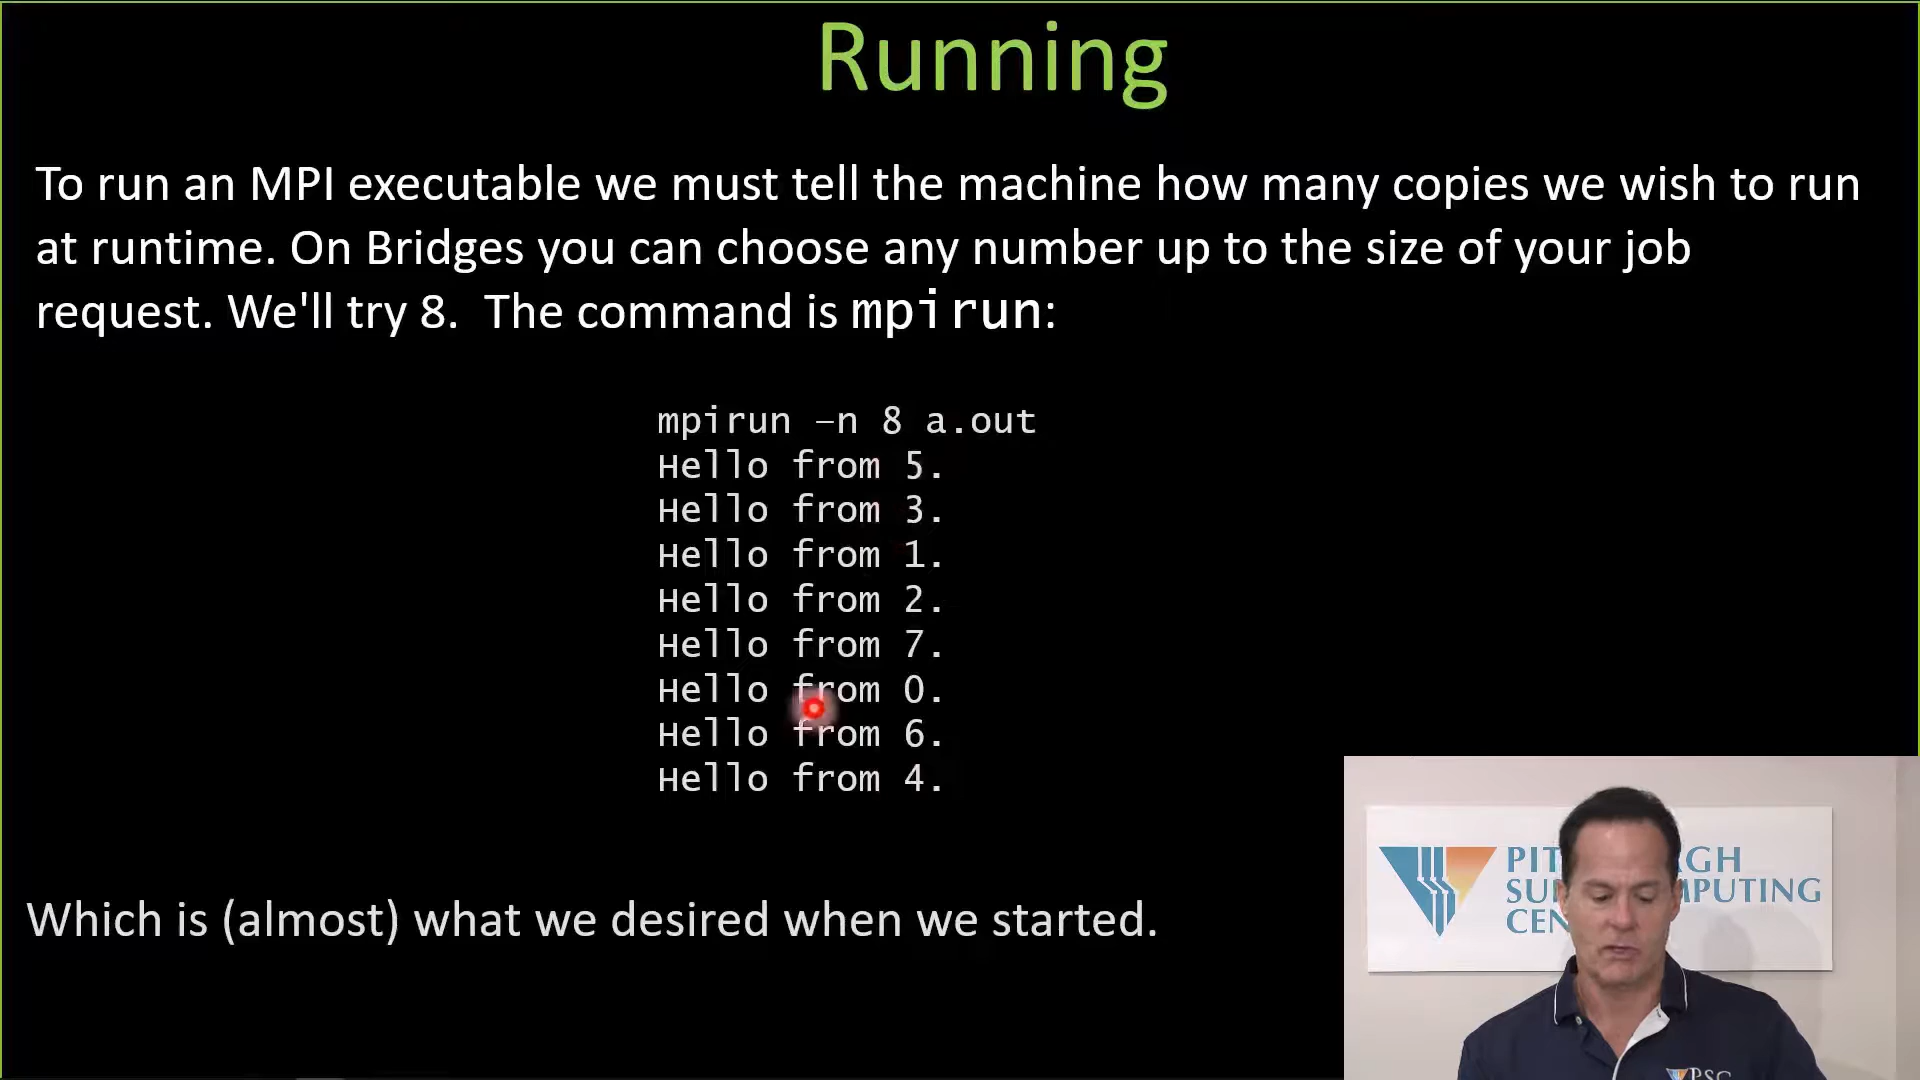 Running
To run an MPI executable we must tell the machine how many copies we wish to run
at runtime. On Bridges you can choose any number up to the size of your job
request. We'll try 8.  The command is mpirun:
mpirun –n 8 a.out
Hello from 5.
Hello from 3.
Hello from 1.
Hello from 2.
Hello from 7.
Hello from 0.
Hello from 6.
Hello from 4.
Which is (almost) what we desired when we started.
PSC